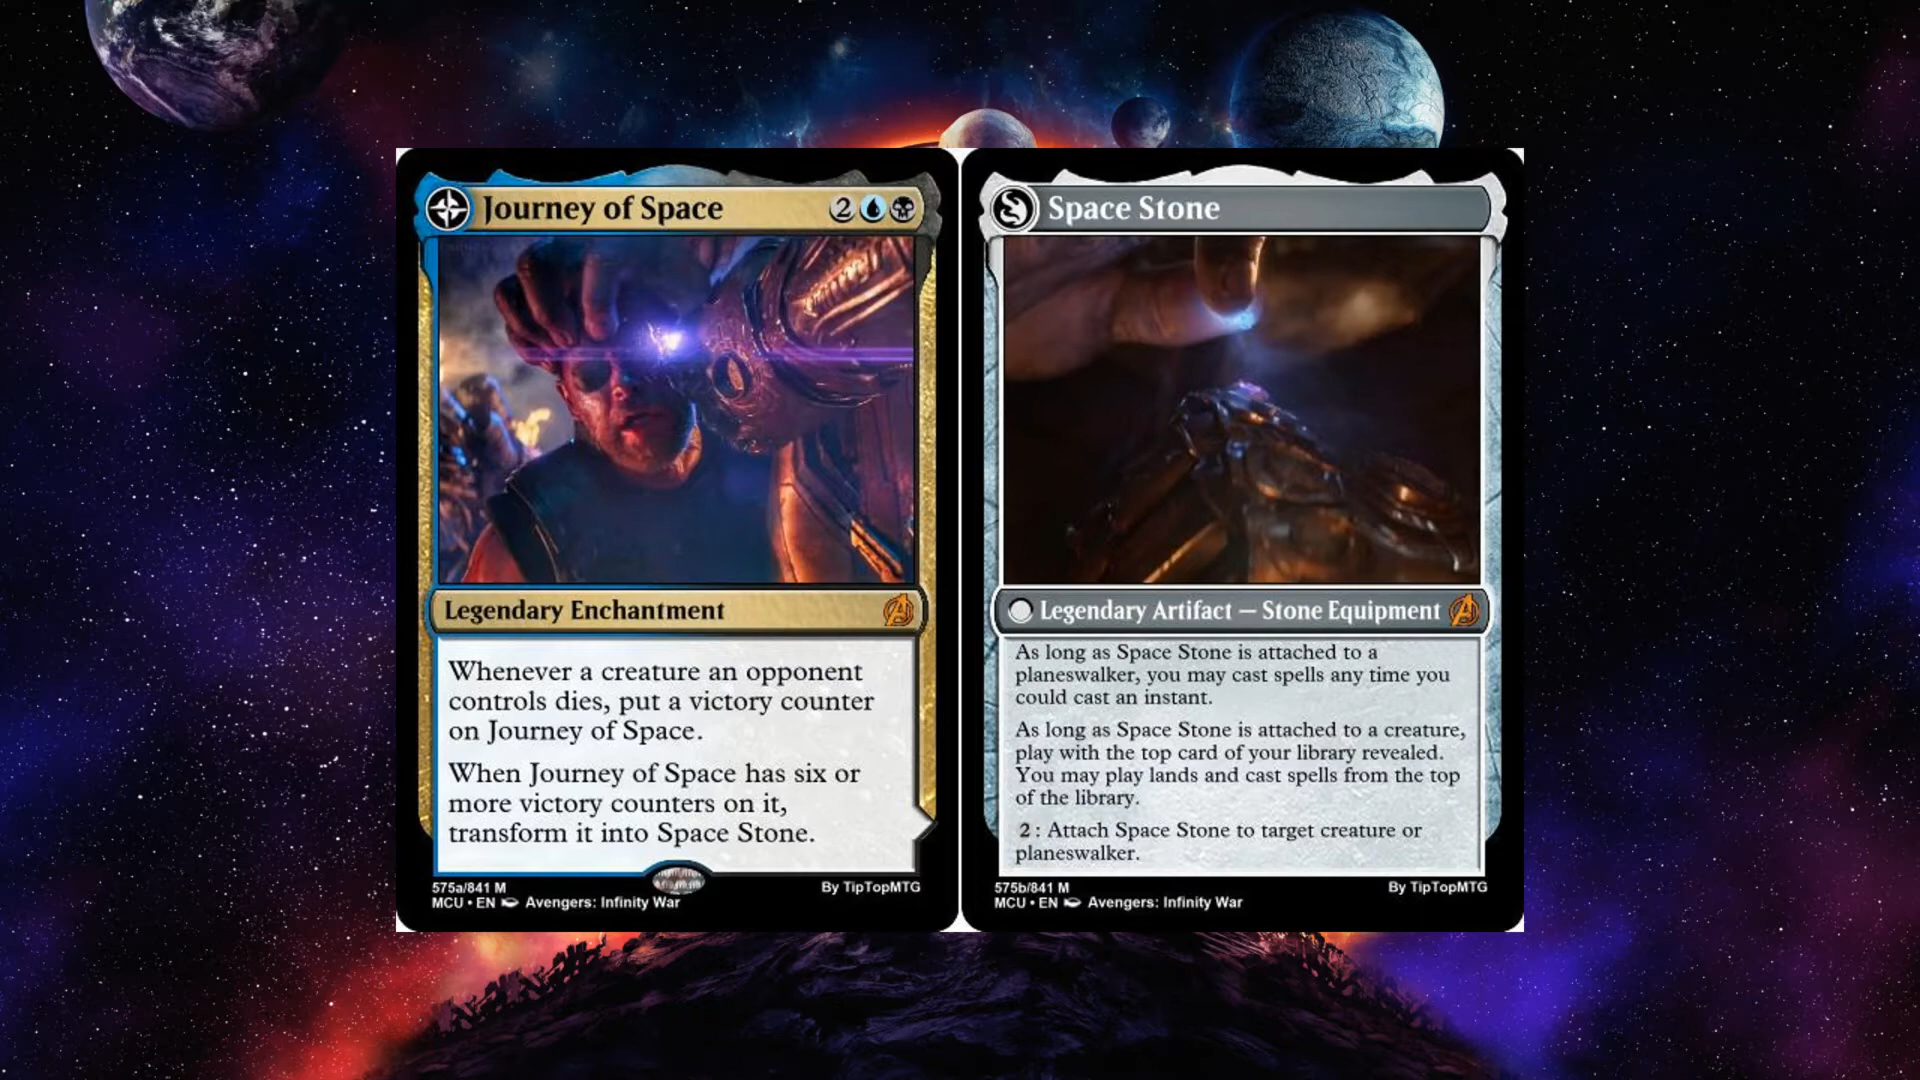 Journey of Space
2
Legendary Enchantment
Whenever a creature an opponent
controls dies, put a victory counter
on Journey of Space.
When Journey of Space has six or
more victory counters on it,
transform it into Space Stone.
575a/841 M
MCU • EN Avengers: Infinity War
By TipTopMTG
Space Stone
Legendary Artifact — Stone Equipment
As long as Space Stone is attached to a
planeswalker, you may cast spells any time you
could cast an instant.
As long as Space Stone is attached to a creature,
play with the top card of your library revealed.
You may play lands and cast spells from the top
of the library.
2: Attach Space Stone to target creature or
planeswalker.
575b/841 M
MCU • EN Avengers: Infinity War
By TipTopMTG